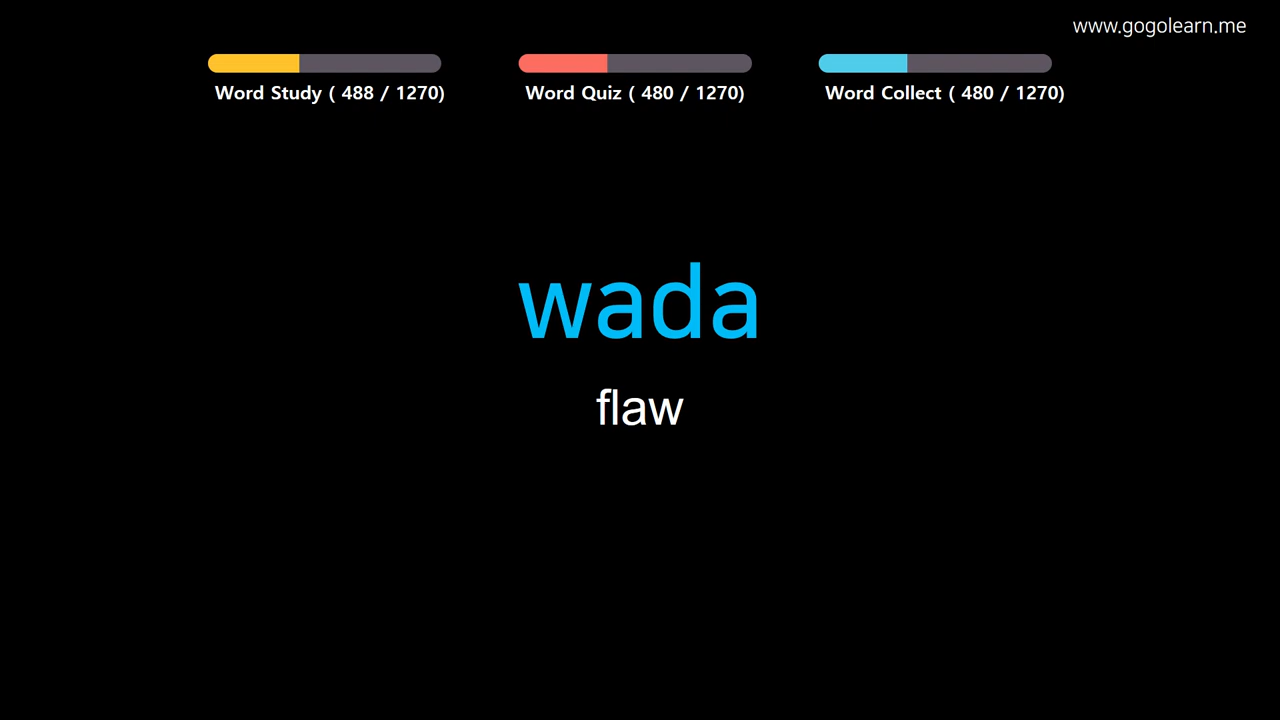 www.gogolearn.me
Word Study ( 488 / 1270)
Word Quiz ( 480 / 1270)
Word Collect ( 480 / 1270)
wada
flaw